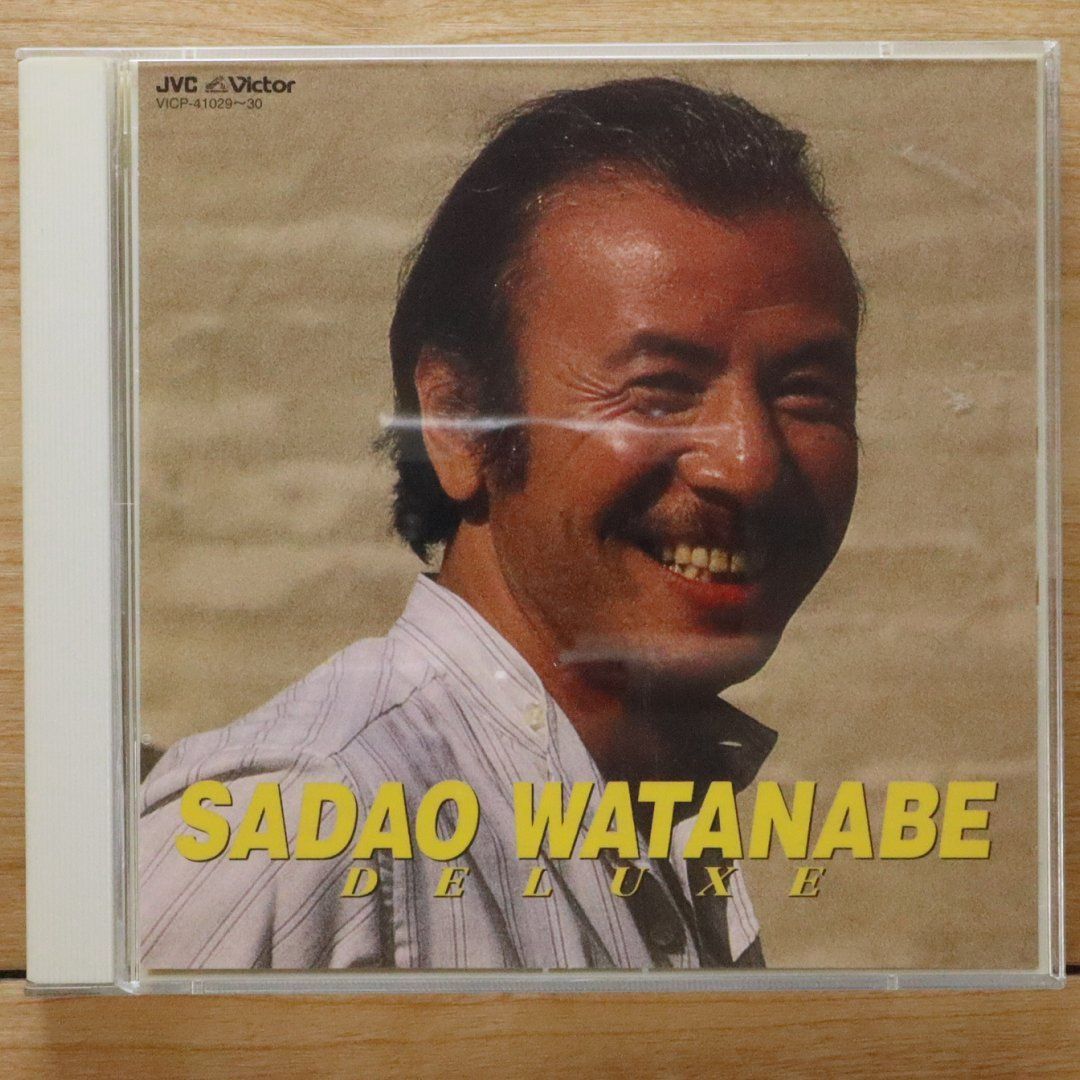 JVC Victor
VICP-41029～30
SADAO WATANABE
DELUXE